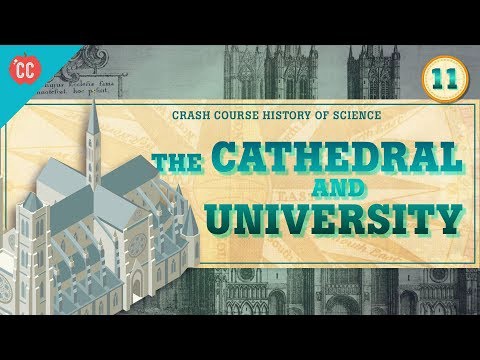 CC
11
CRASH COURSE HISTORY OF SCIENCE
THE CATHEDRAL
AND
UNIVERSITY